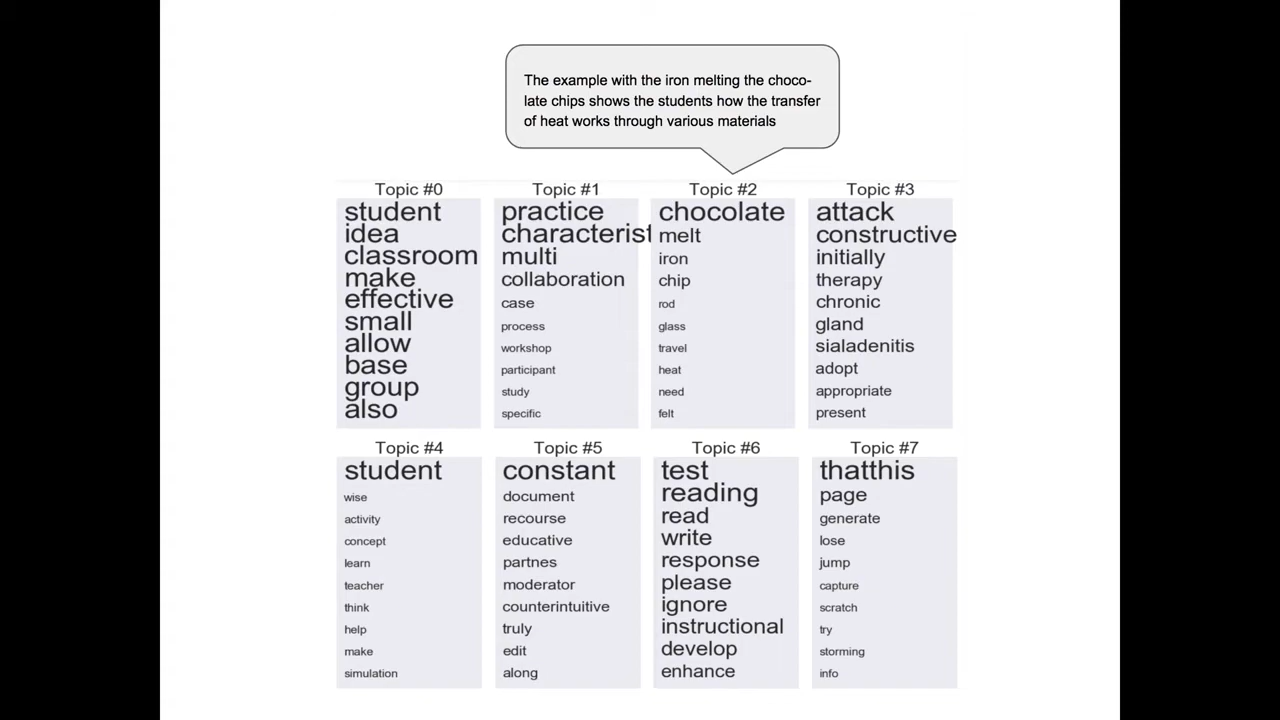 The example with the iron melting the choco-
late chips shows the students how the transfer
of heat works through various materials
Topic #0
student
idea
classroom
make
effective
small
allow
base
group
also
Topic #1
practice
characterist
multi
collaboration
case
process
workshop
participant
study
specific
Topic #2
chocolate
melt
iron
chip
rod
glass
travel
heat
need
felt
Topic #3
attack
constructive
initially
therapy
chronic
gland
sialadenitis
adopt
appropriate
present
Topic #4
student
wise
activity
concept
learn
teacher
think
help
make
simulation
Topic #5
constant
document
recourse
educative
partnes
moderator
counterintuitive
truly
edit
along
Topic #6
test
reading
read
write
response
please
ignore
instructional
develop
enhance
Topic #7
thatthis
page
generate
lose
jump
capture
scratch
try
storming
info